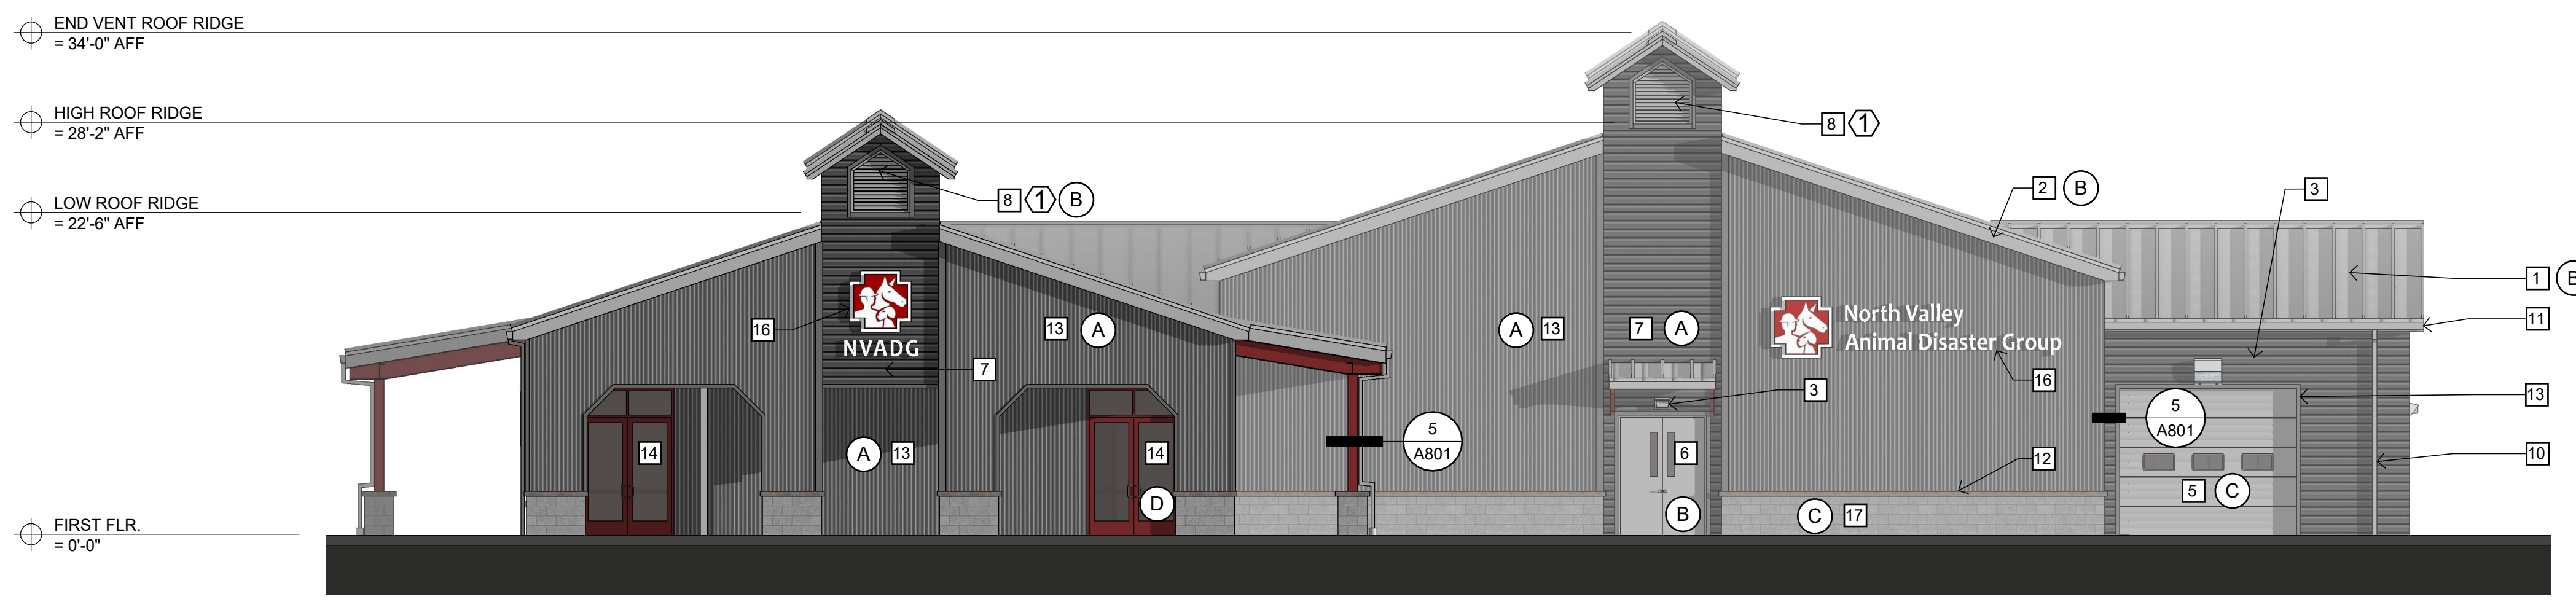 END VENT ROOF RIDGE
= 34'-0" AFF
HIGH ROOF RIDGE
= 28'-2" AFF
8 1
LOW ROOF RIDGE
= 22'-6" AFF
8 1 B
2 B
3
1 B
11
16
13 A
A 13
7 A
NVADG
North Valley
Animal Disaster Group
7
16
3
13
14
A 13
14
5
A801
6
12
5
A801
10
D
B
C 17
5 C
FIRST FLR.
= 0'-0"